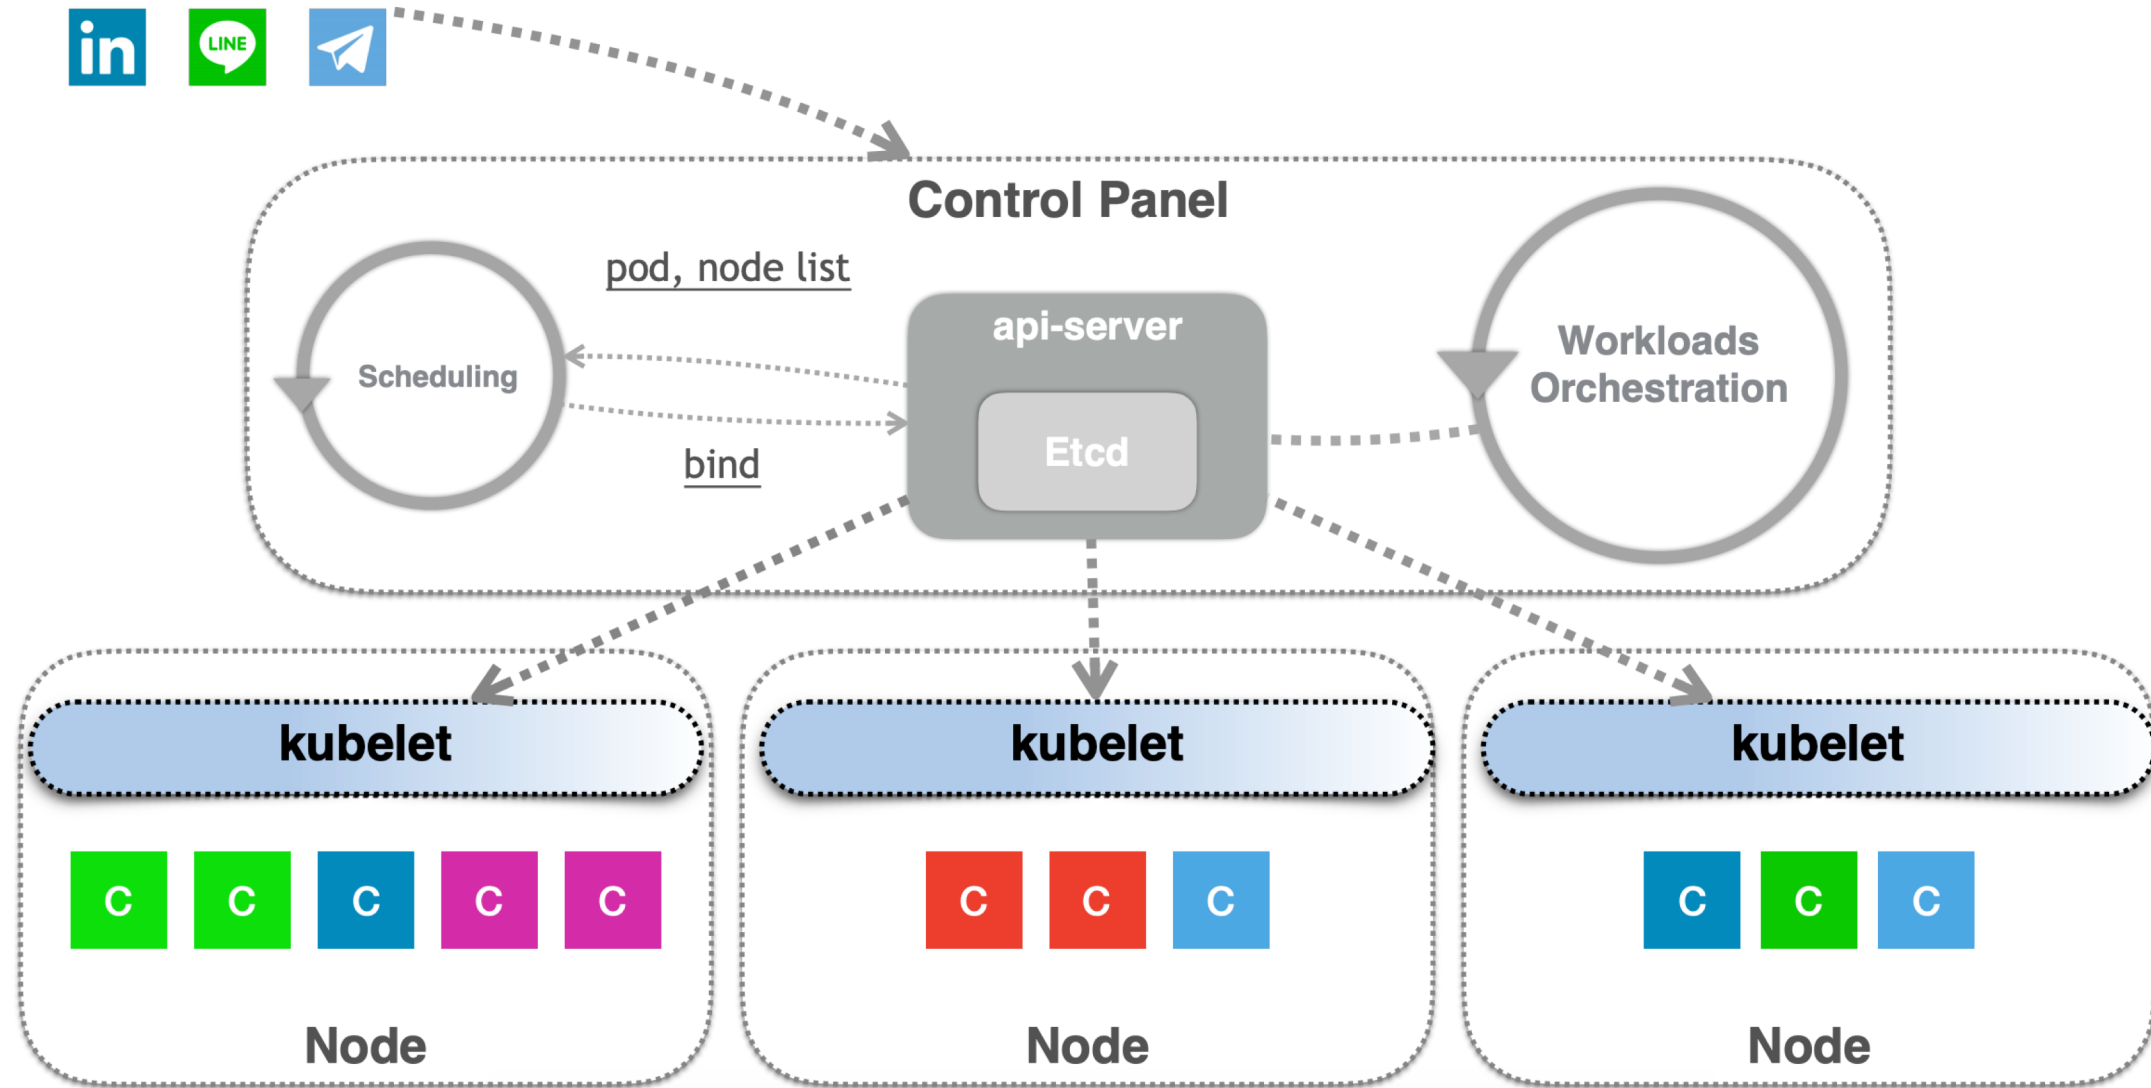 in
LINE
Control Panel
pod, node list
api-server
Workloads
Orchestration
Scheduling
Etcd
bind
kubelet
kubelet
kubelet
C C C C C
C C C
C C C
Node
Node
Node